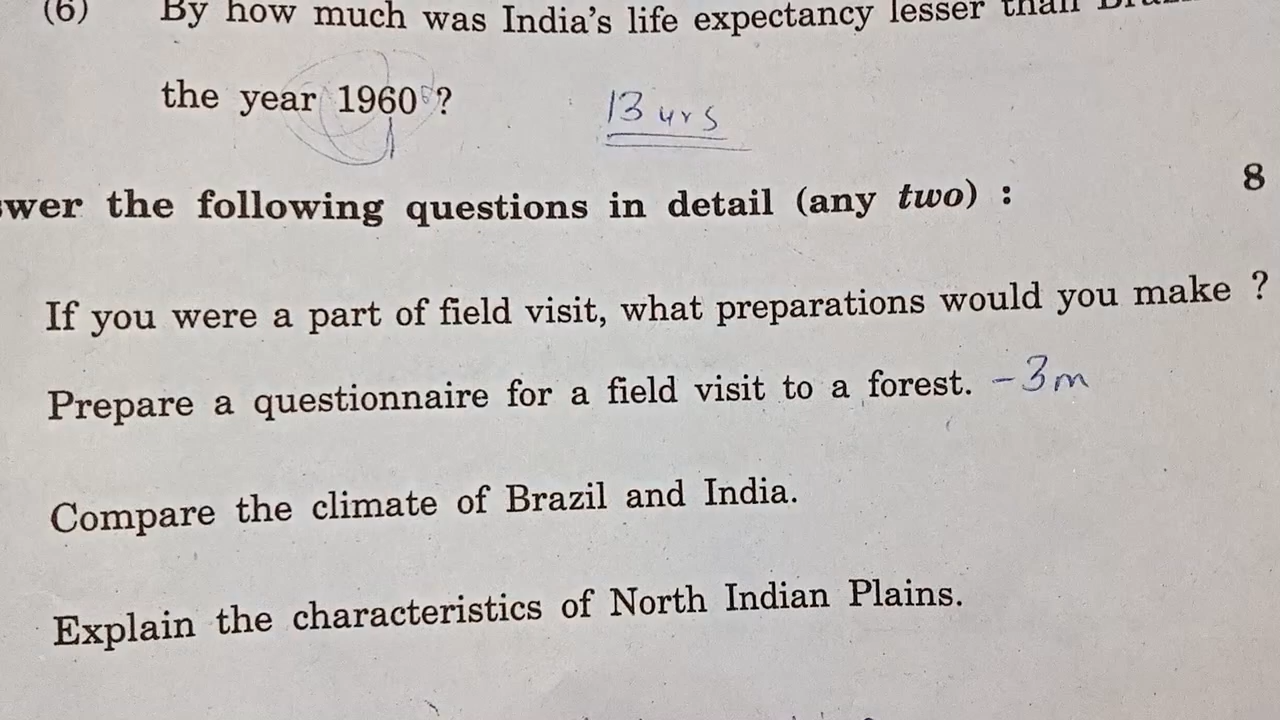 (6) By how much was India's life expectancy lesser than
the year 1960 ? 13 yrs
wer the following questions in detail (any two) : 8
If you were a part of field visit, what preparations would you make ?
Prepare a questionnaire for a field visit to a forest. - 3m
Compare the climate of Brazil and India.
Explain the characteristics of North Indian Plains.